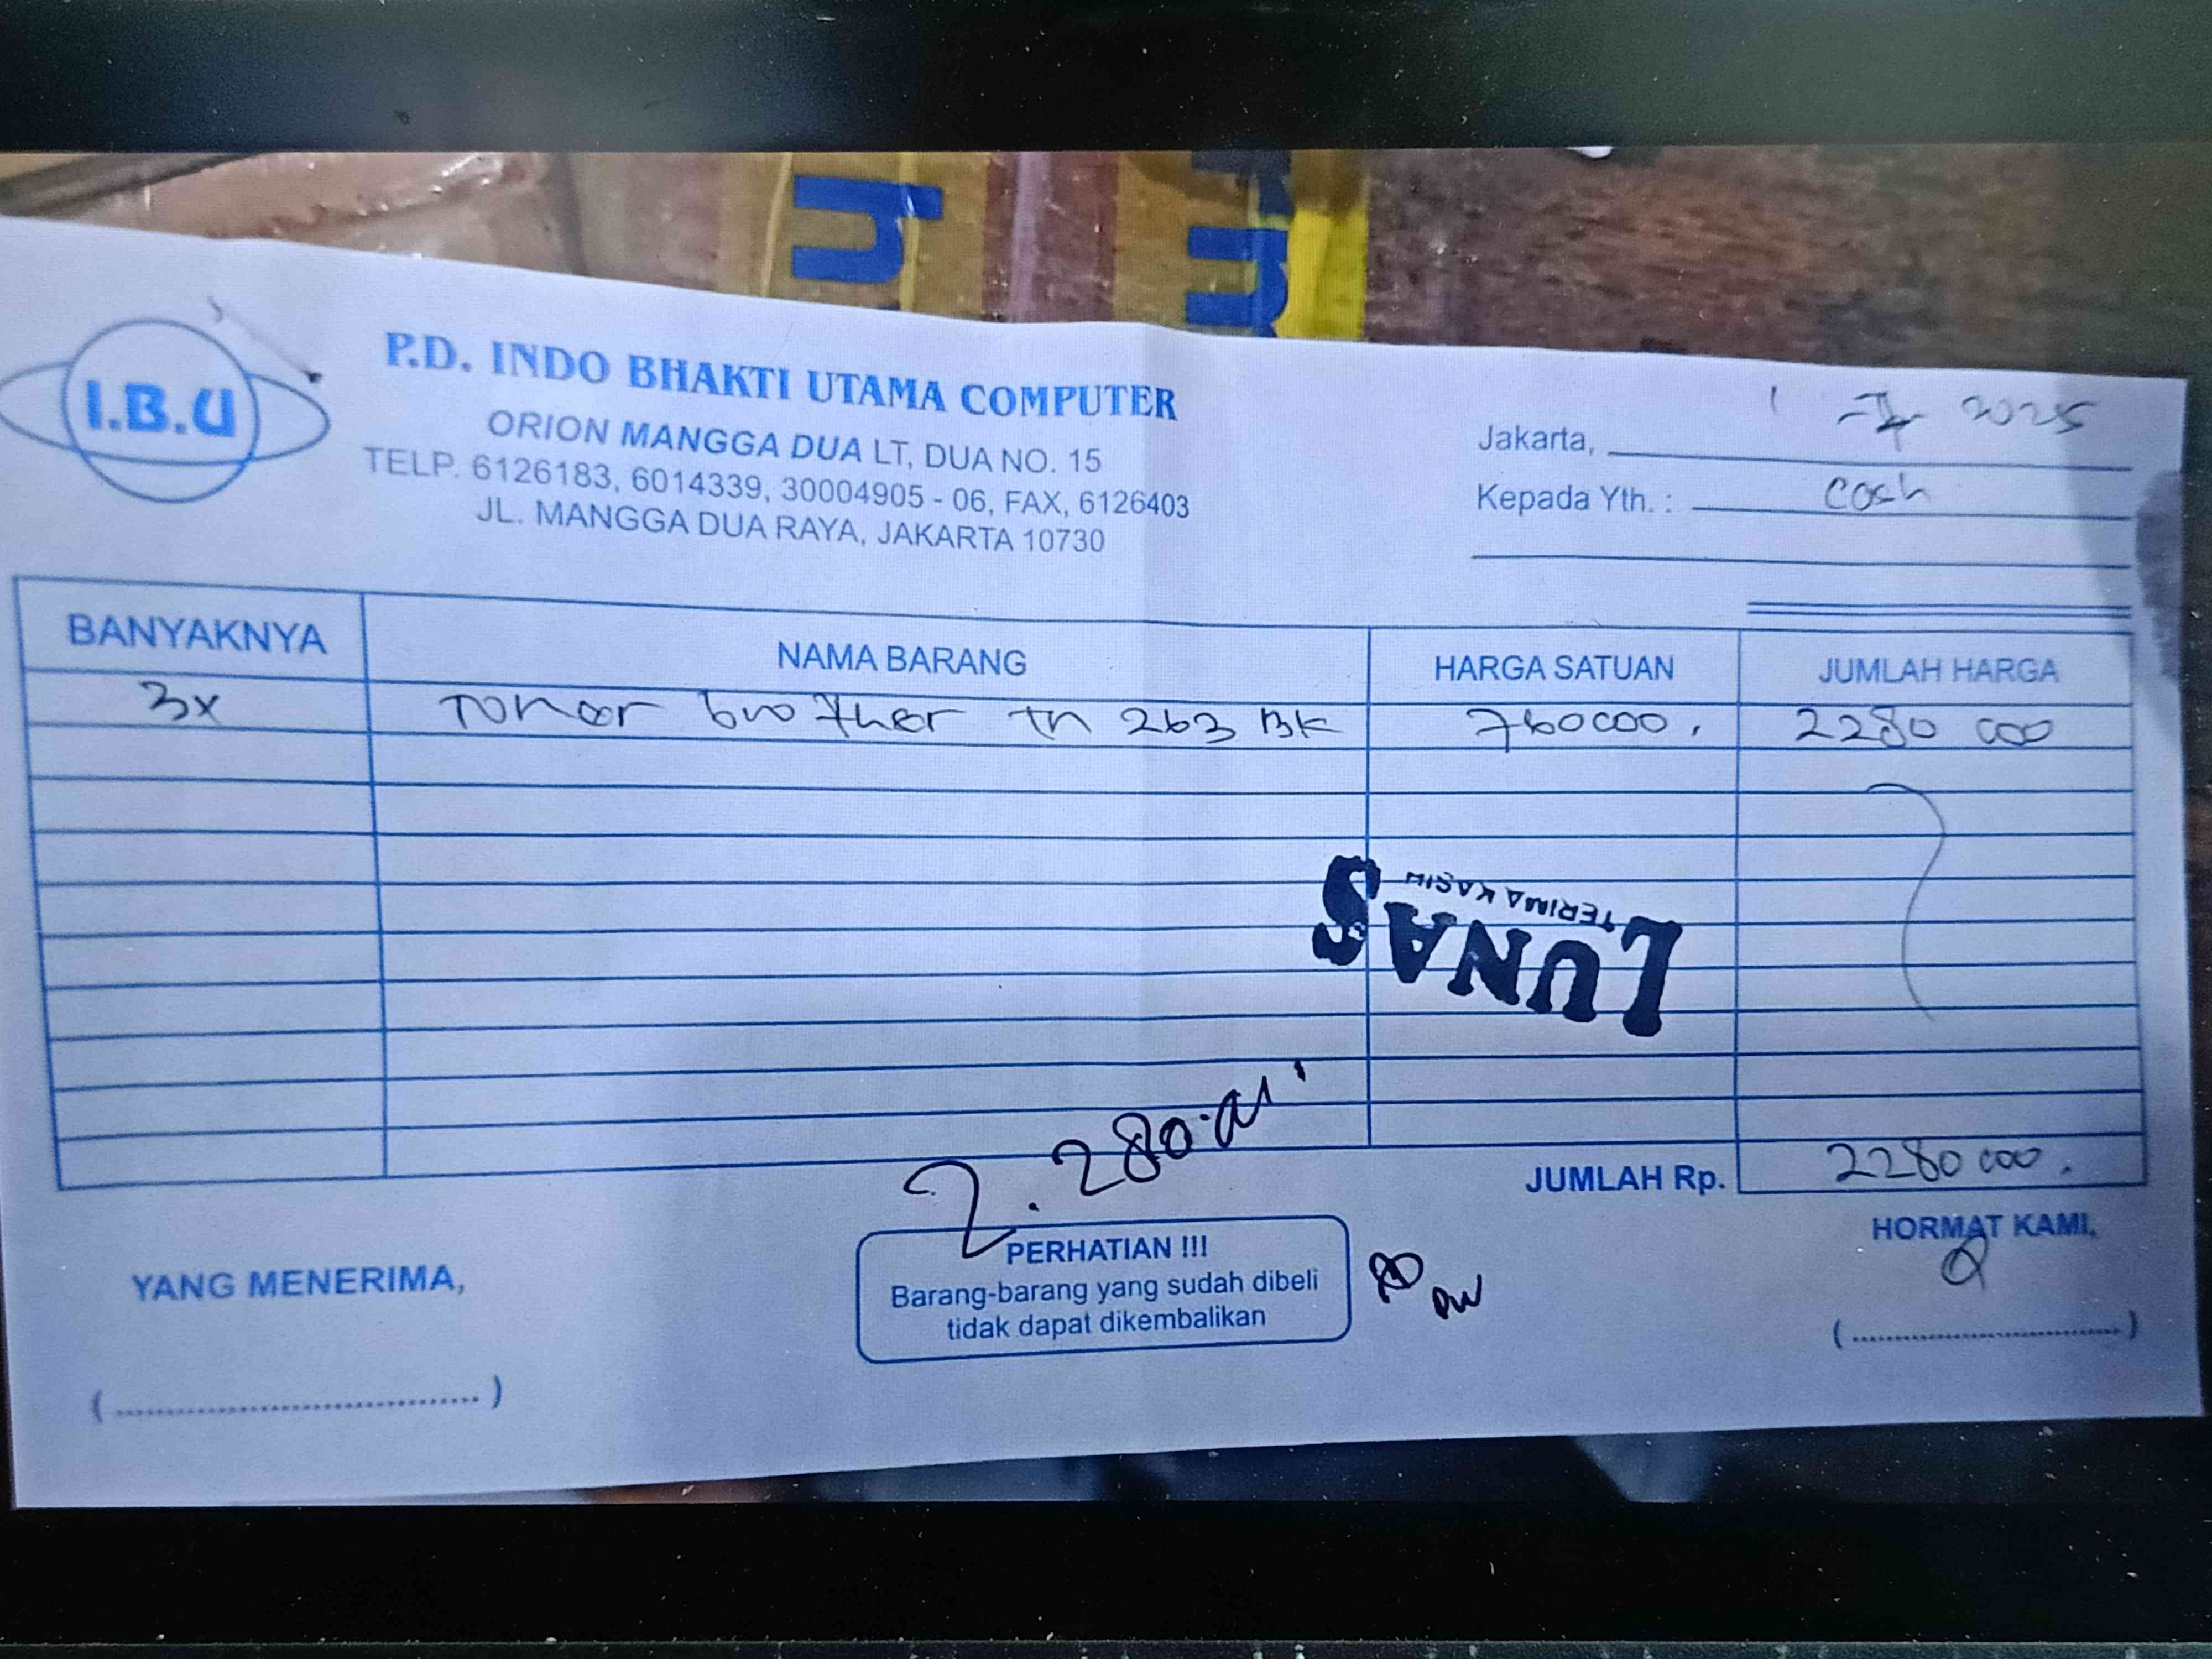 I.B.U
P.D. INDO BHAKTI UTAMA COMPUTER
ORION MANGGA DUA LT, DUA NO. 15
TELP. 6126183, 6014339, 30004905 - 06, FAX, 6126403
JL. MANGGA DUA RAYA, JAKARTA 10730
Jakarta, 1 - 7 - 2025
Kepada Yth. : cash
BANYAKNYA NAMA BARANG HARGA SATUAN JUMLAH HARGA
3x Toner brother tn 263 BK 760000. 2280 000
LUNAS
TERIMA KASIH
2.280.
JUMLAH Rp. 2280 000.
YANG MENERIMA,
PERHATIAN !!!
Barang-barang yang sudah dibeli
tidak dapat dikembalikan
HORMAT KAMI,
(....................................)
(....................................)